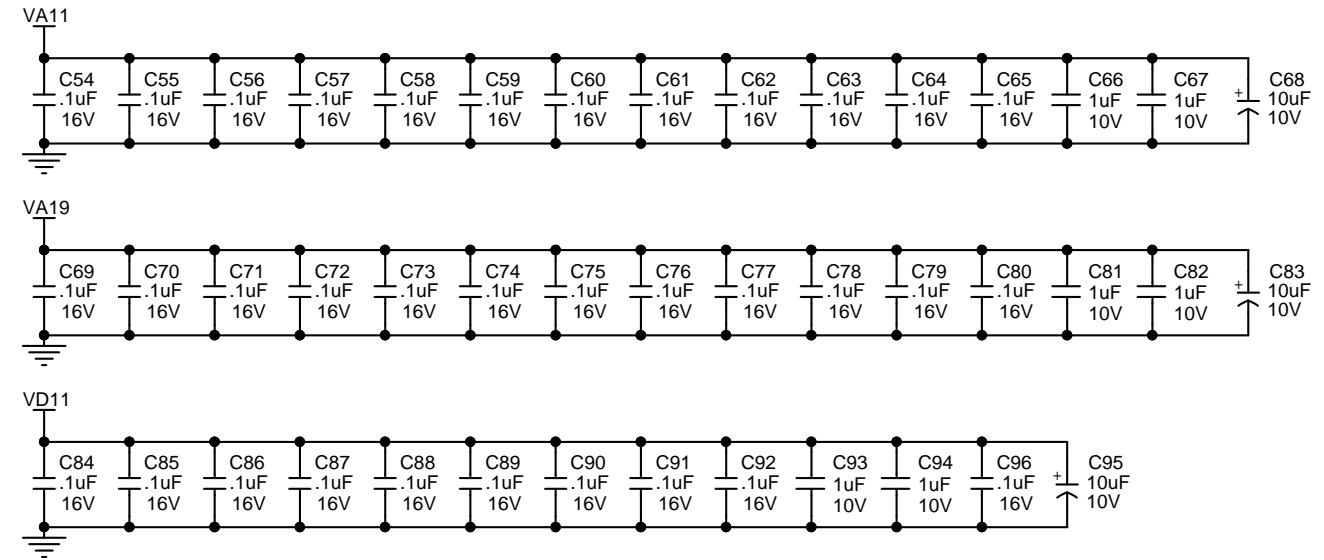 VA11
C54 C55 C56 C57 C58 C59 C60 C61 C62 C63 C64 C65 C66 C67 C68
.1uF .1uF .1uF .1uF .1uF .1uF .1uF .1uF .1uF .1uF .1uF .1uF 1uF 1uF + 10uF
16V 16V 16V 16V 16V 16V 16V 16V 16V 16V 16V 16V 10V 10V 10V
VA19
C69 C70 C71 C72 C73 C74 C75 C76 C77 C78 C79 C80 C81 C82 C83
.1uF .1uF .1uF .1uF .1uF .1uF .1uF .1uF .1uF .1uF .1uF .1uF 1uF 1uF + 10uF
16V 16V 16V 16V 16V 16V 16V 16V 16V 16V 16V 16V 10V 10V 10V
VD11
C84 C85 C86 C87 C88 C89 C90 C91 C92 C93 C94 C96 C95
.1uF .1uF .1uF .1uF .1uF .1uF .1uF .1uF .1uF 1uF 1uF .1uF + 10uF
16V 16V 16V 16V 16V 16V 16V 16V 16V 10V 10V 16V 10V